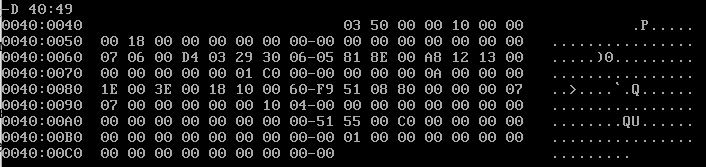 -D 40:49
0040:0040                             03 50 00 00 10 00 00            .P.....
0040:0050  00 18 00 00 00 00 00 00-00 00 00 00 00 00 00 00   ................
0040:0060  07 06 00 D4 03 29 30 06-05 81 8E 00 A8 12 13 00   .....)0.........
0040:0070  00 00 00 00 01 C0 00 00-00 00 00 00 0A 00 00 00   ................
0040:0080  1E 00 3E 00 18 10 00 60-F9 51 08 80 00 00 00 07   ..>....`.Q......
0040:0090  07 00 00 00 00 00 10 04-00 00 00 00 00 00 00 00   ................
0040:00A0  00 00 00 00 00 00 00 00-51 55 00 C0 00 00 00 00   ........QU......
0040:00B0  00 00 00 00 00 00 00 00-00 01 00 00 00 00 00 00   ................
0040:00C0  00 00 00 00 00 00 00 00-00                        .........